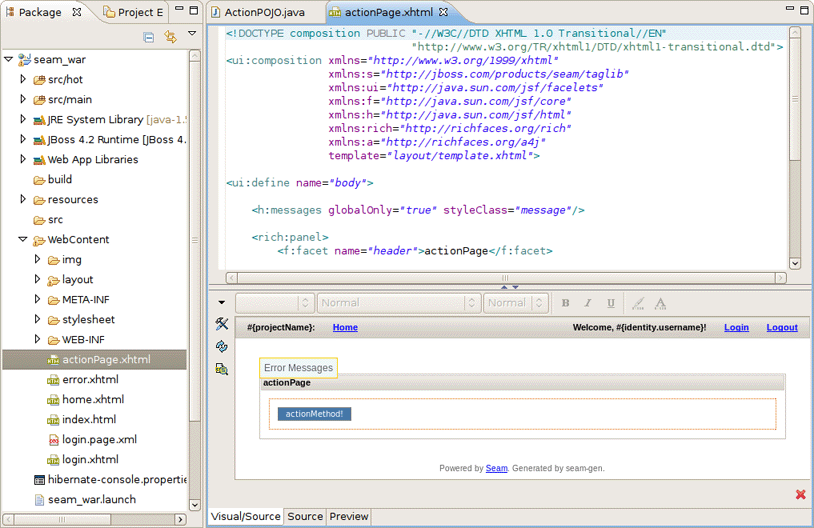 Package
Project E
seam_war
src/hot
src/main
JRE System Library [java-1.5
JBoss 4.2 Runtime [JBoss 4.
Web App Libraries
build
resources
src
WebContent
img
layout
META-INF
stylesheet
WEB-INF
actionPage.xhtml
error.xhtml
home.xhtml
index.html
login.page.xml
login.xhtml
hibernate-console.propertie
seam_war.launch
ActionPOJO.java
actionPage.xhtml
<!DOCTYPE composition PUBLIC "-//W3C//DTD XHTML 1.0 Transitional//EN"
"http://www.w3.org/TR/xhtml1/DTD/xhtml1-transitional.dtd">
<ui:composition xmlns="http://www.w3.org/1999/xhtml"
xmlns:s="http://jboss.com/products/seam/taglib"
xmlns:ui="http://java.sun.com/jsf/facelets"
xmlns:f="http://java.sun.com/jsf/core"
xmlns:h="http://java.sun.com/jsf/html"
xmlns:rich="http://richfaces.org/rich"
xmlns:a="http://richfaces.org/a4j"
template="layout/template.xhtml">
<ui:define name="body">
<h:messages globalOnly="true" styleClass="message"/>
<rich:panel>
<f:facet name="header">actionPage</f:facet>
Normal Normal B I U A
#{projectName}: Home Welcome, #{identity.username}! Login Logout
Error Messages
actionPage
actionMethod!
Powered by Seam. Generated by seam-gen.
Visual/Source Source Preview